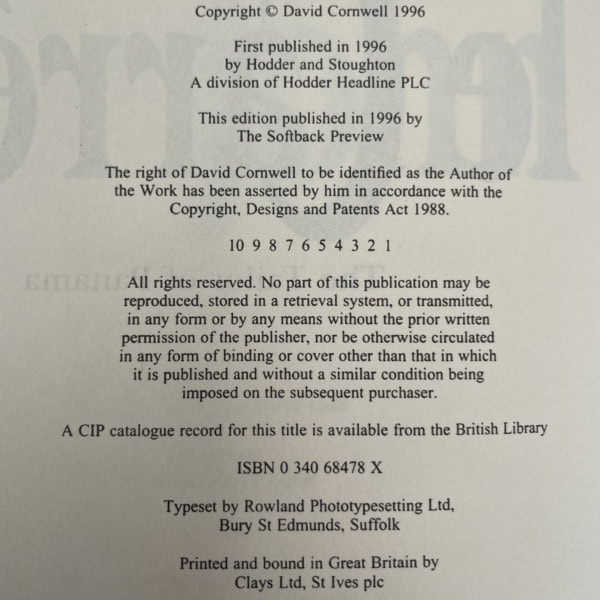 Copyright © David Cornwell 1996
First published in 1996
by Hodder and Stoughton
A division of Hodder Headline PLC
This edition published in 1996 by
The Softback Preview
The right of David Cornwell to be identified as the Author of
the Work has been asserted by him in accordance with the
Copyright, Designs and Patents Act 1988.
10 9 8 7 6 5 4 3 2 1
All rights reserved. No part of this publication may be
reproduced, stored in a retrieval system, or transmitted,
in any form or by any means without the prior written
permission of the publisher, nor be otherwise circulated
in any form of binding or cover other than that in which
it is published and without a similar condition being
imposed on the subsequent purchaser.
A CIP catalogue record for this title is available from the British Library
ISBN 0 340 68478 X
Typeset by Rowland Phototypesetting Ltd,
Bury St Edmunds, Suffolk
Printed and bound in Great Britain by
Clays Ltd, St Ives plc